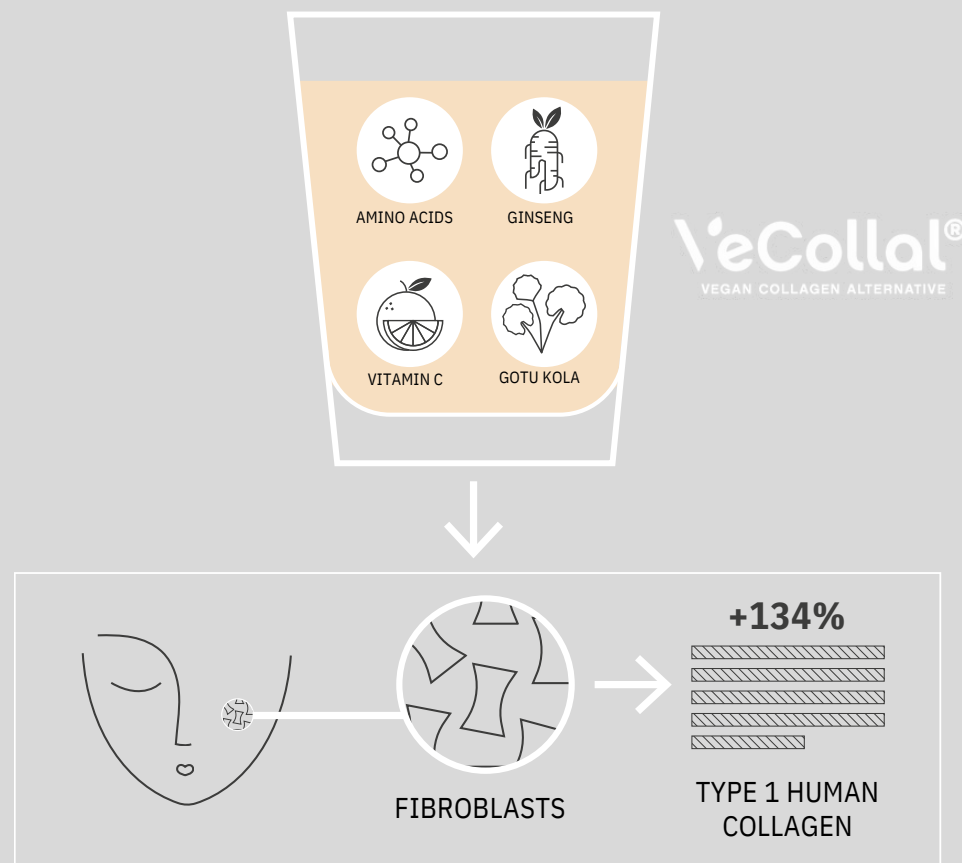 AMINO ACIDS
GINSENG
VeCollal®
VEGAN COLLAGEN ALTERNATIVE
VITAMIN C
GOTU KOLA
+134%
FIBROBLASTS
TYPE 1 HUMAN
COLLAGEN